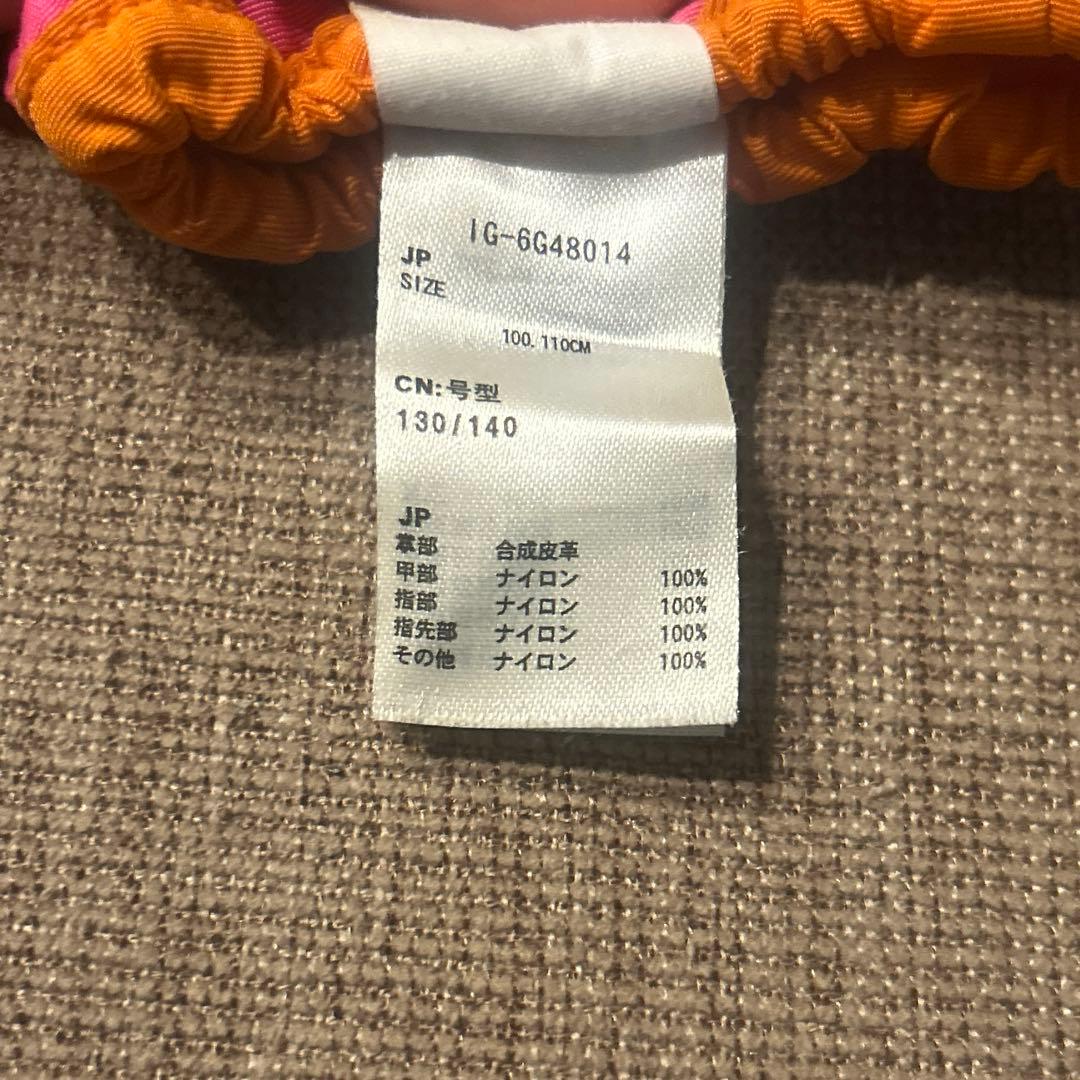 IG-6G48014
JP
SIZE
100. 110CM
CN:号型
130/140
JP
掌部 合成皮革
甲部 ナイロン 100%
指部 ナイロン 100%
指先部 ナイロン 100%
その他 ナイロン 100%